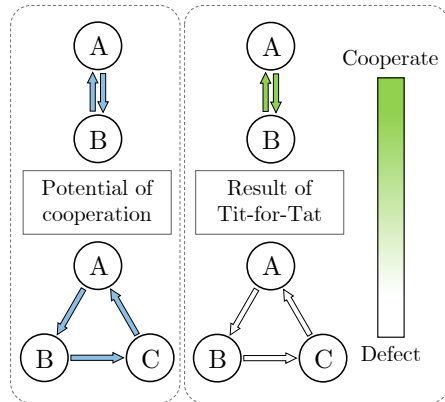 A
B
Potential of
cooperation
A
B
C
A
B
Result of
Tit-for-Tat
A
B
C
Cooperate
Defect